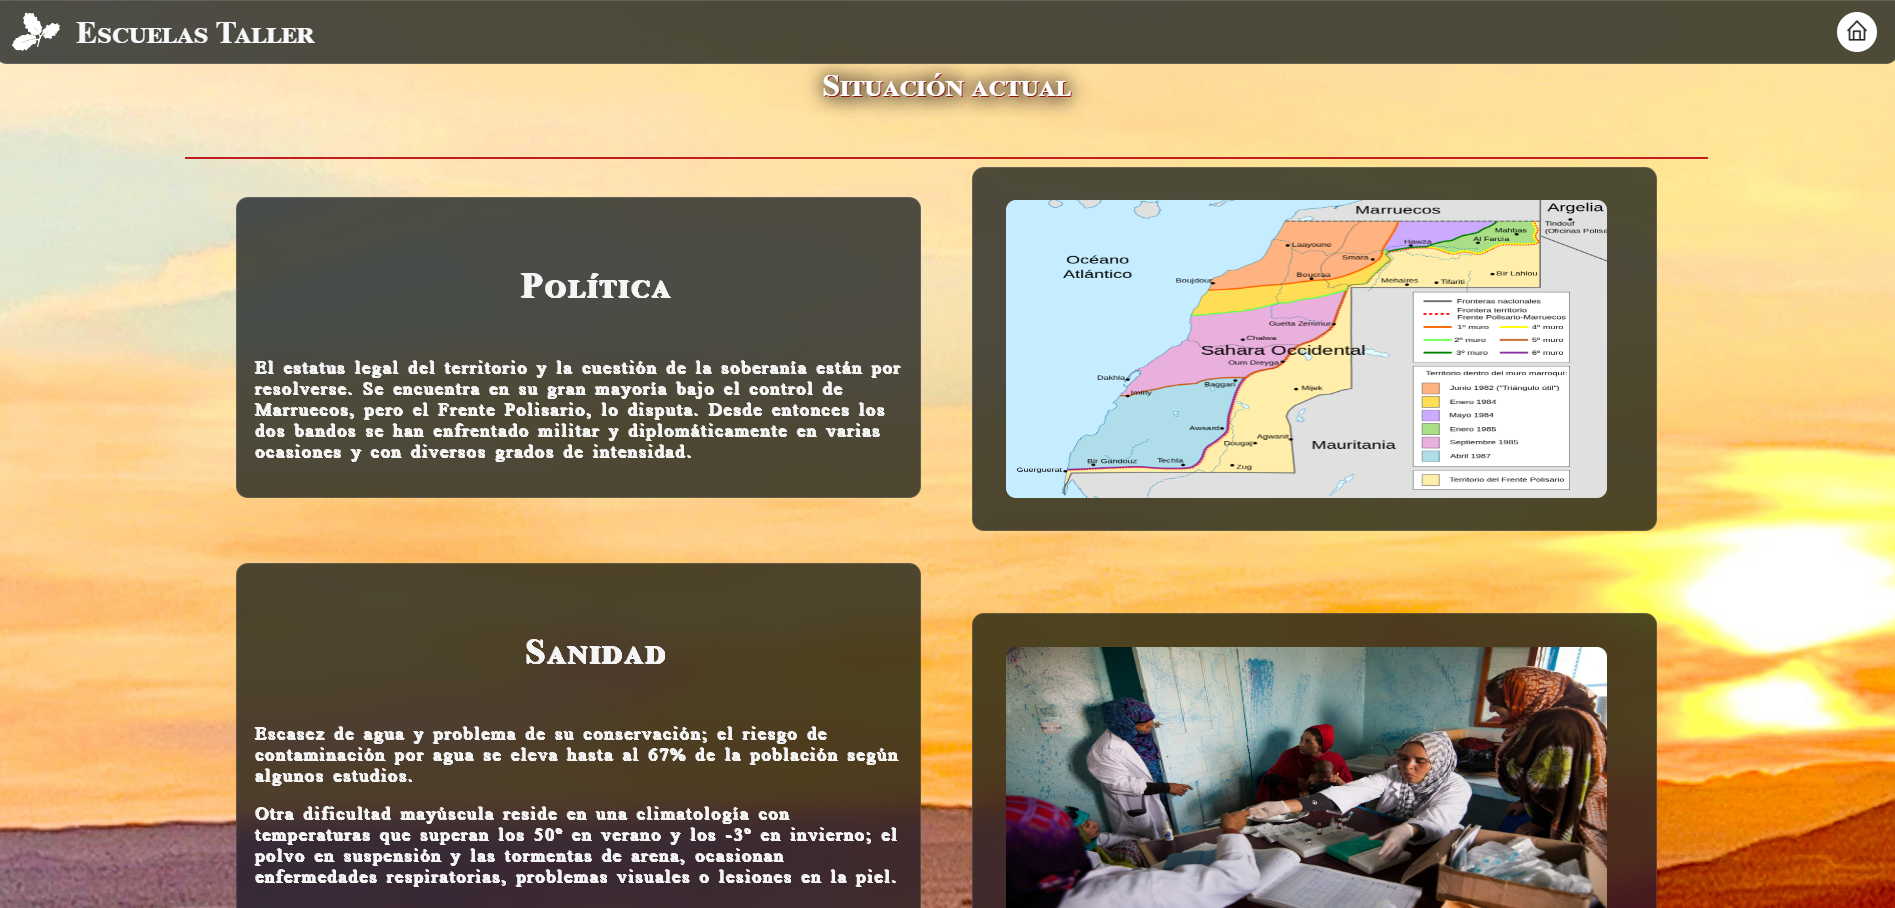 Escuelas Taller
Situación actual
Política
El estatus legal del territorio y la cuestión de la soberanía están por
resolverse. Se encuentra en su gran mayoría bajo el control de
Marruecos, pero el Frente Polisario, lo disputa. Desde entonces los
dos bandos se han enfrentado militar y diplomáticamente en varias
ocasiones y con diversos grados de intensidad.
Marruecos
Argelia
Tindouf
(Oficinas Polisa
Mahbas
Al Farcia
Hawza
Laayoune
Smara
Océano
Atlántico
Boucraa
Boujdour
Mehaires
Tifariti
Bir Lahlou
Guelta Zemmur
Chalwa
Sahara Occidental
Oum Dreyga
Dakhla
Baggari
Imlily
Mijek
Awsard
Dougaj
Agwanit
Mauritania
Bir Gandouz
Techla
Zug
Guerguerat
Fronteras nacionales
Frontera territorio
Frente Polisario-Marruecos
1º muro
4º muro
2º muro
5º muro
3º muro
6º muro
Territorio dentro del muro marroquí:
Junio 1982 ("Triángulo útil")
Enero 1984
Mayo 1984
Enero 1985
Septiembre 1985
Abril 1987
Territorio del Frente Polisario
Sanidad
Escasez de agua y problema de su conservación; el riesgo de
contaminación por agua se eleva hasta al 67% de la población según
algunos estudios.
Otra dificultad mayúscula reside en una climatología con
temperaturas que superan los 50º en verano y los -3º en invierno; el
polvo en suspensión y las tormentas de arena, ocasionan
enfermedades respiratorias, problemas visuales o lesiones en la piel.